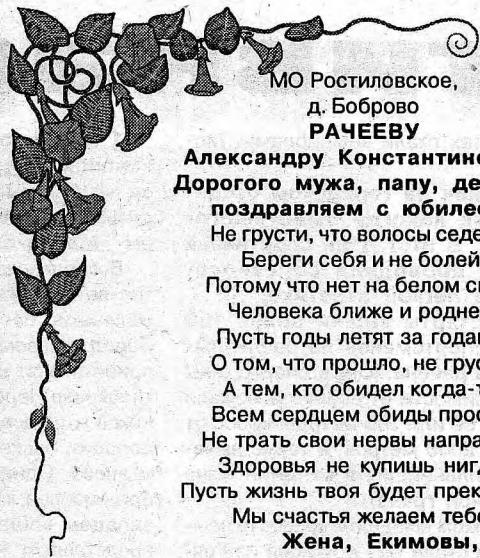 МО Ростиловское,
д. Боброво
РАЧЕЕВУ
Александру Константино
Дорогого мужа, папу, де
поздравляем с юбиле
Не грусти, что волосы седе
Береги себя и не болей
Потому что нет на белом с
Человека ближе и родне
Пусть годы летят за года
О том, что прошло, не грус
А тем, кто обидел когда-т
Всем сердцем обиды прос
Не трать свои нервы напра
Здоровья не купишь ниг
Пусть жизнь твоя будет прек
Мы счастья желаем теб
Жена, Екимовы,